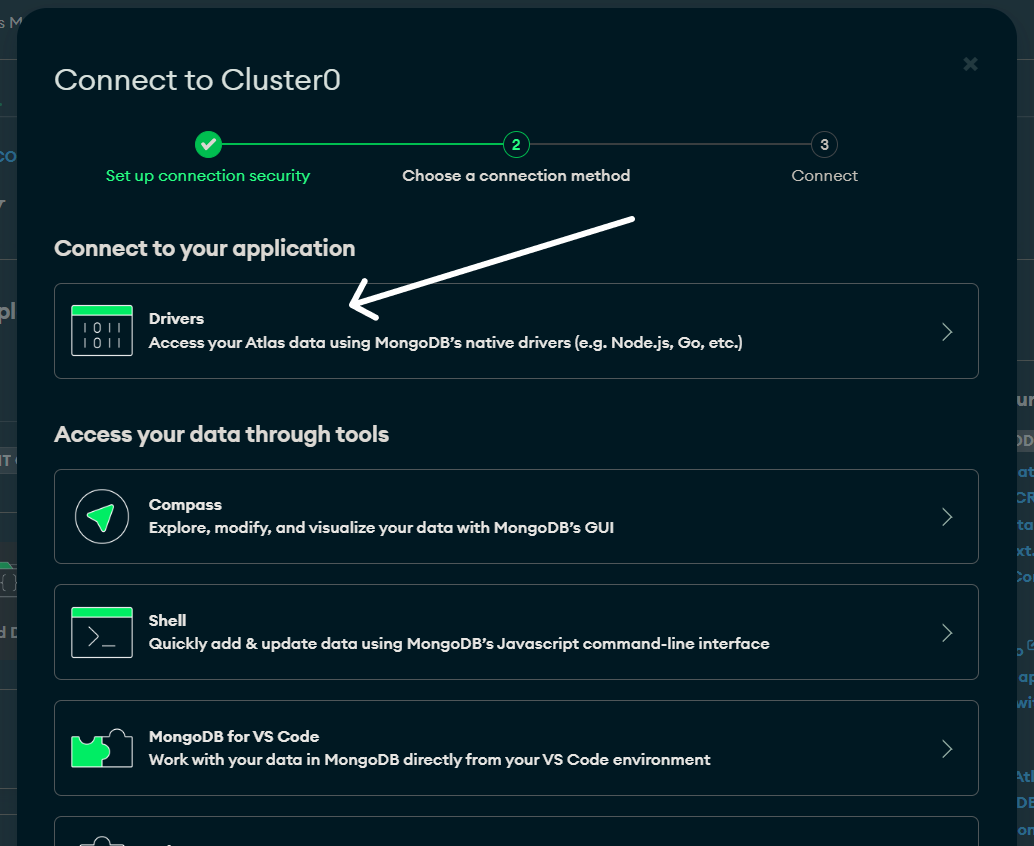 Connect to Cluster0
2
3
Set up connection security
Choose a connection method
Connect
Connect to your application
1011
1011
Drivers
Access your Atlas data using MongoDB’s native drivers (e.g. Node.js, Go, etc.)
Access your data through tools
Compass
Explore, modify, and visualize your data with MongoDB’s GUI
Shell
Quickly add & update data using MongoDB’s Javascript command-line interface
MongoDB for VS Code
Work with your data in MongoDB directly from your VS Code environment